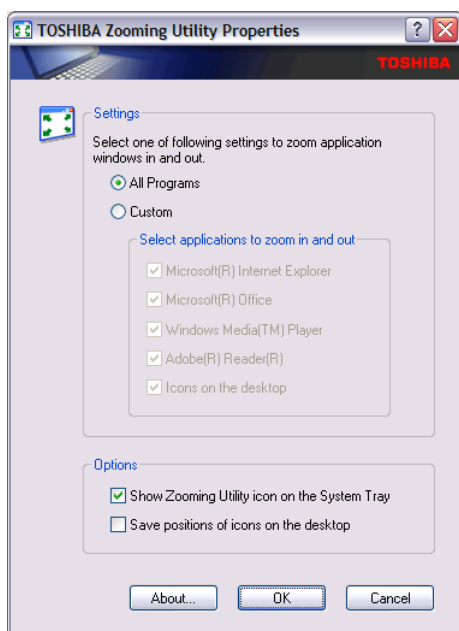 TOSHIBA Zooming Utility Properties
TOSHIBA
Settings
Select one of following settings to zoom application
windows in and out.
All Programs
Custom
Select applications to zoom in and out
Microsoft(R) Internet Explorer
Microsoft(R) Office
Windows Media(TM) Player
Adobe(R) Reader(R)
Icons on the desktop
Options
Show Zooming Utility icon on the System Tray
Save positions of icons on the desktop
About... OK Cancel